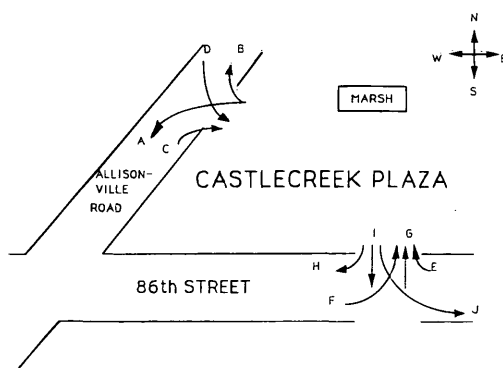 D B
N
W E
S
MARSH
A
C
ALLISON-
VILLE
ROAD
CASTLECREEK PLAZA
I G
H E
86th STREET
F
J